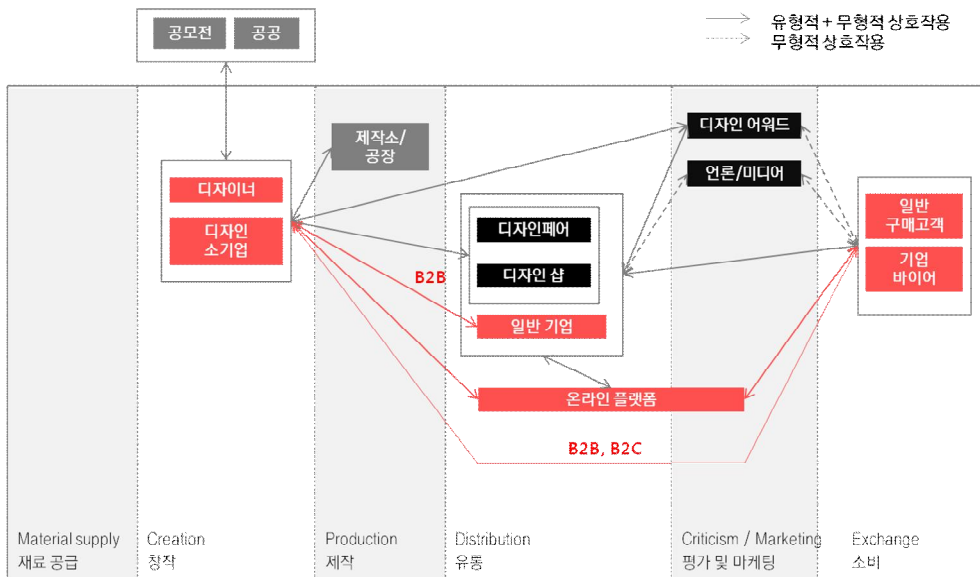 공모전
공공
유형적 + 무형적 상호작용
무형적 상호작용
제작소/
공장
디자인 어워드
언론/미디어
디자이너
디자인
소기업
일반
구매고객
기업
바이어
디자인페어
디자인 샵
B2B
일반 기업
온라인 플랫폼
B2B, B2C
Material supply
재료 공급
Creation
창작
Production
제작
Distribution
유통
Criticism / Marketing
평가 및 마케팅
Exchange
소비